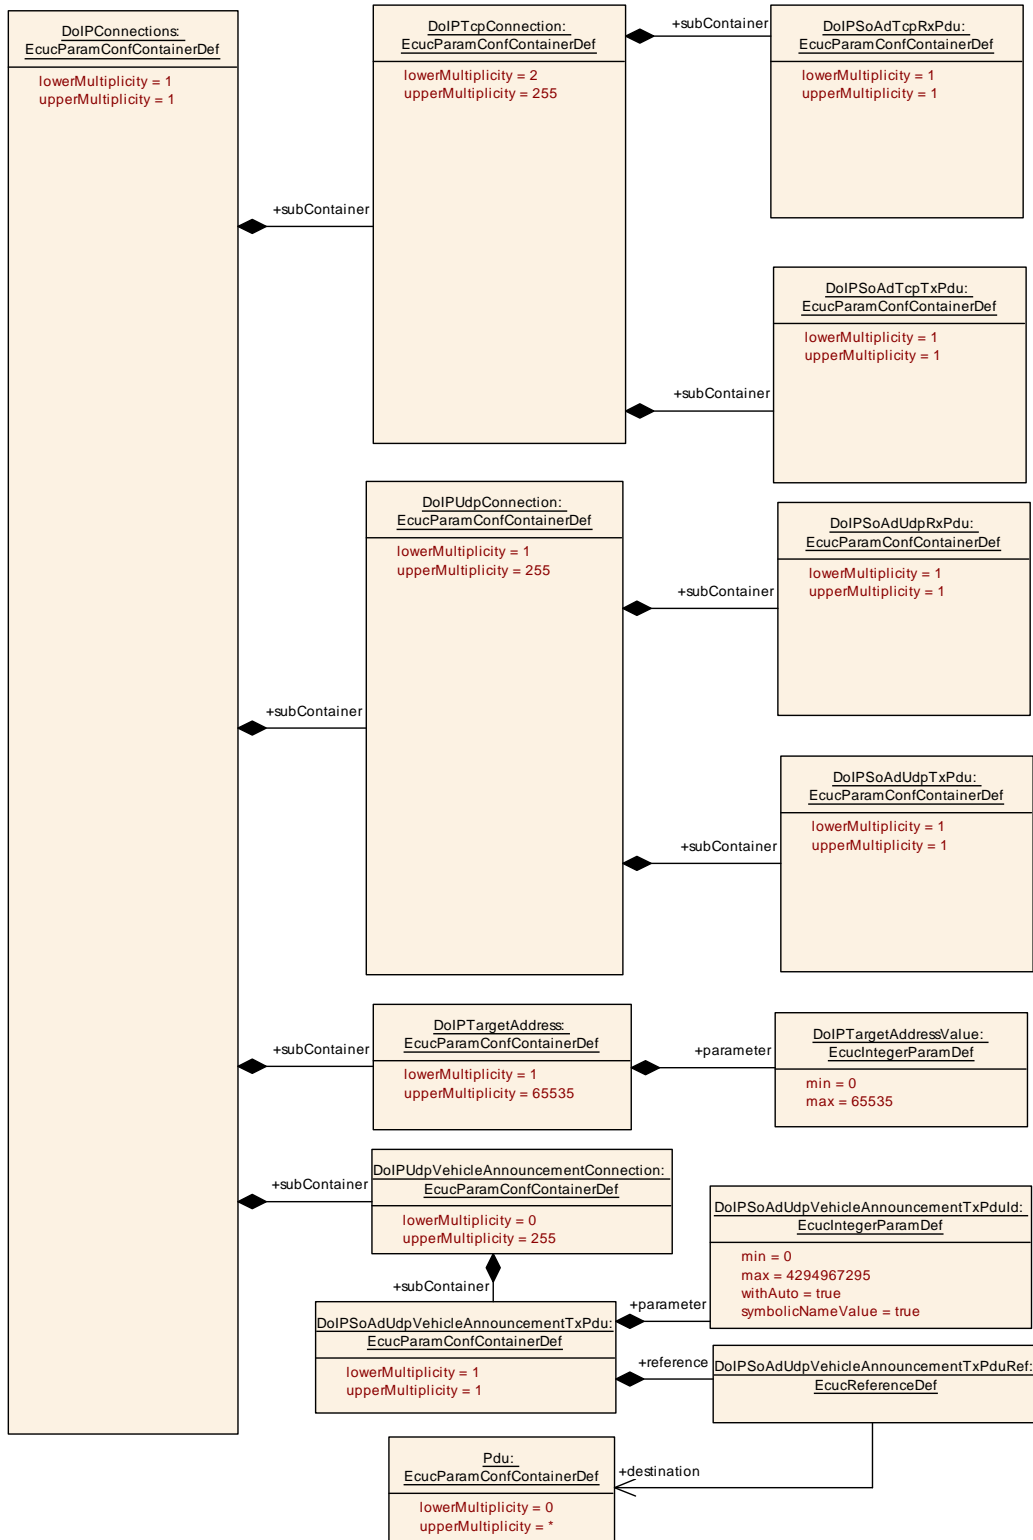 DoIPConnections:
EcucParamConfContainerDef
lowerMultiplicity = 1
upperMultiplicity = 1
DoIPTcpConnection:
EcucParamConfContainerDef
lowerMultiplicity = 2
upperMultiplicity = 255
+subContainer
DoIPSoAdTcpRxPdu:
EcucParamConfContainerDef
lowerMultiplicity = 1
upperMultiplicity = 1
+subContainer
DoIPSoAdTcpTxPdu:
EcucParamConfContainerDef
lowerMultiplicity = 1
upperMultiplicity = 1
+subContainer
DoIPUdpConnection:
EcucParamConfContainerDef
lowerMultiplicity = 1
upperMultiplicity = 255
DoIPSoAdUdpRxPdu:
EcucParamConfContainerDef
lowerMultiplicity = 1
upperMultiplicity = 1
+subContainer
+subContainer
DoIPSoAdUdpTxPdu:
EcucParamConfContainerDef
lowerMultiplicity = 1
upperMultiplicity = 1
+subContainer
DoIPTargetAddress:
EcucParamConfContainerDef
lowerMultiplicity = 1
upperMultiplicity = 65535
+subContainer
+parameter
DoIPTargetAddressValue:
EcucIntegerParamDef
min = 0
max = 65535
DoIPUdpVehicleAnnouncementConnection:
EcucParamConfContainerDef
lowerMultiplicity = 0
upperMultiplicity = 255
+subContainer
+subContainer
DoIPSoAdUdpVehicleAnnouncementTxPduId:
EcucIntegerParamDef
min = 0
max = 4294967295
withAuto = true
symbolicNameValue = true
+parameter
DoIPSoAdUdpVehicleAnnouncementTxPdu:
EcucParamConfContainerDef
lowerMultiplicity = 1
upperMultiplicity = 1
+reference
DoIPSoAdUdpVehicleAnnouncementTxPduRef:
EcucReferenceDef
Pdu:
EcucParamConfContainerDef
lowerMultiplicity = 0
upperMultiplicity = *
+destination